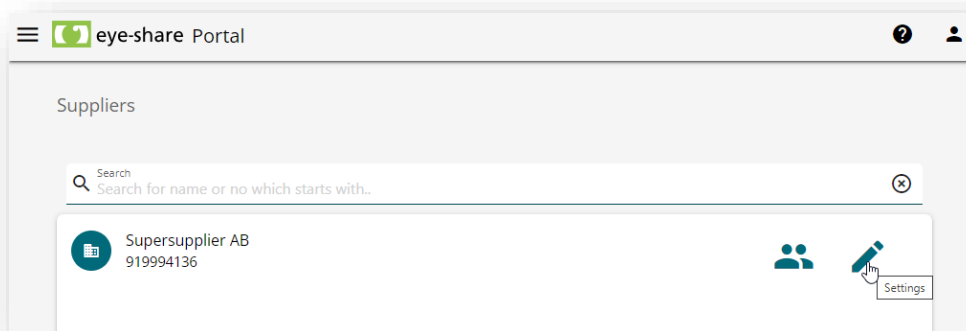 eye-share Portal
Suppliers
Search
Search for name or no which starts with..
Supersupplier AB
919994136
Settings